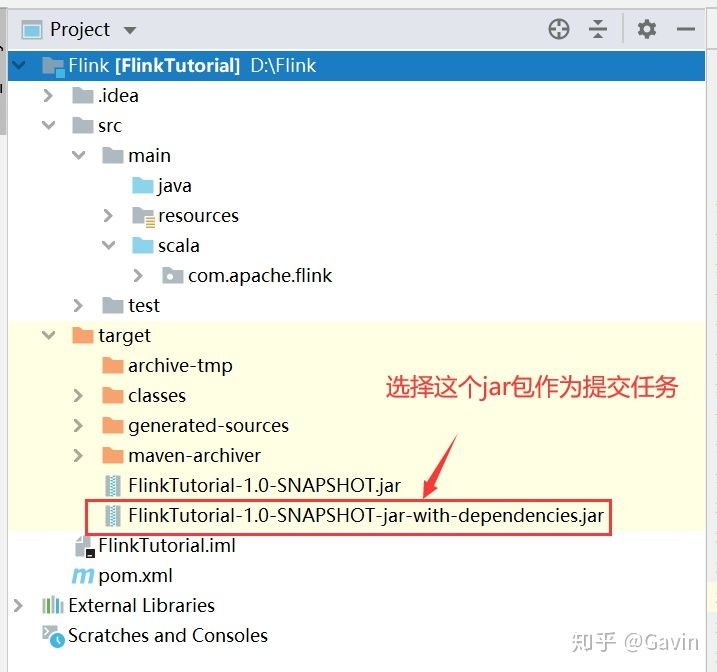 Project
Flink [FlinkTutorial] D:\Flink
.idea
src
main
java
resources
scala
com.apache.flink
test
target
archive-tmp
选择这个jar包作为提交任务
classes
generated-sources
maven-archiver
FlinkTutorial-1.0-SNAPSHOT.jar
FlinkTutorial-1.0-SNAPSHOT-jar-with-dependencies.jar
FlinkTutorial.iml
pom.xml
External Libraries
Scratches and Consoles
知乎 @Gavin